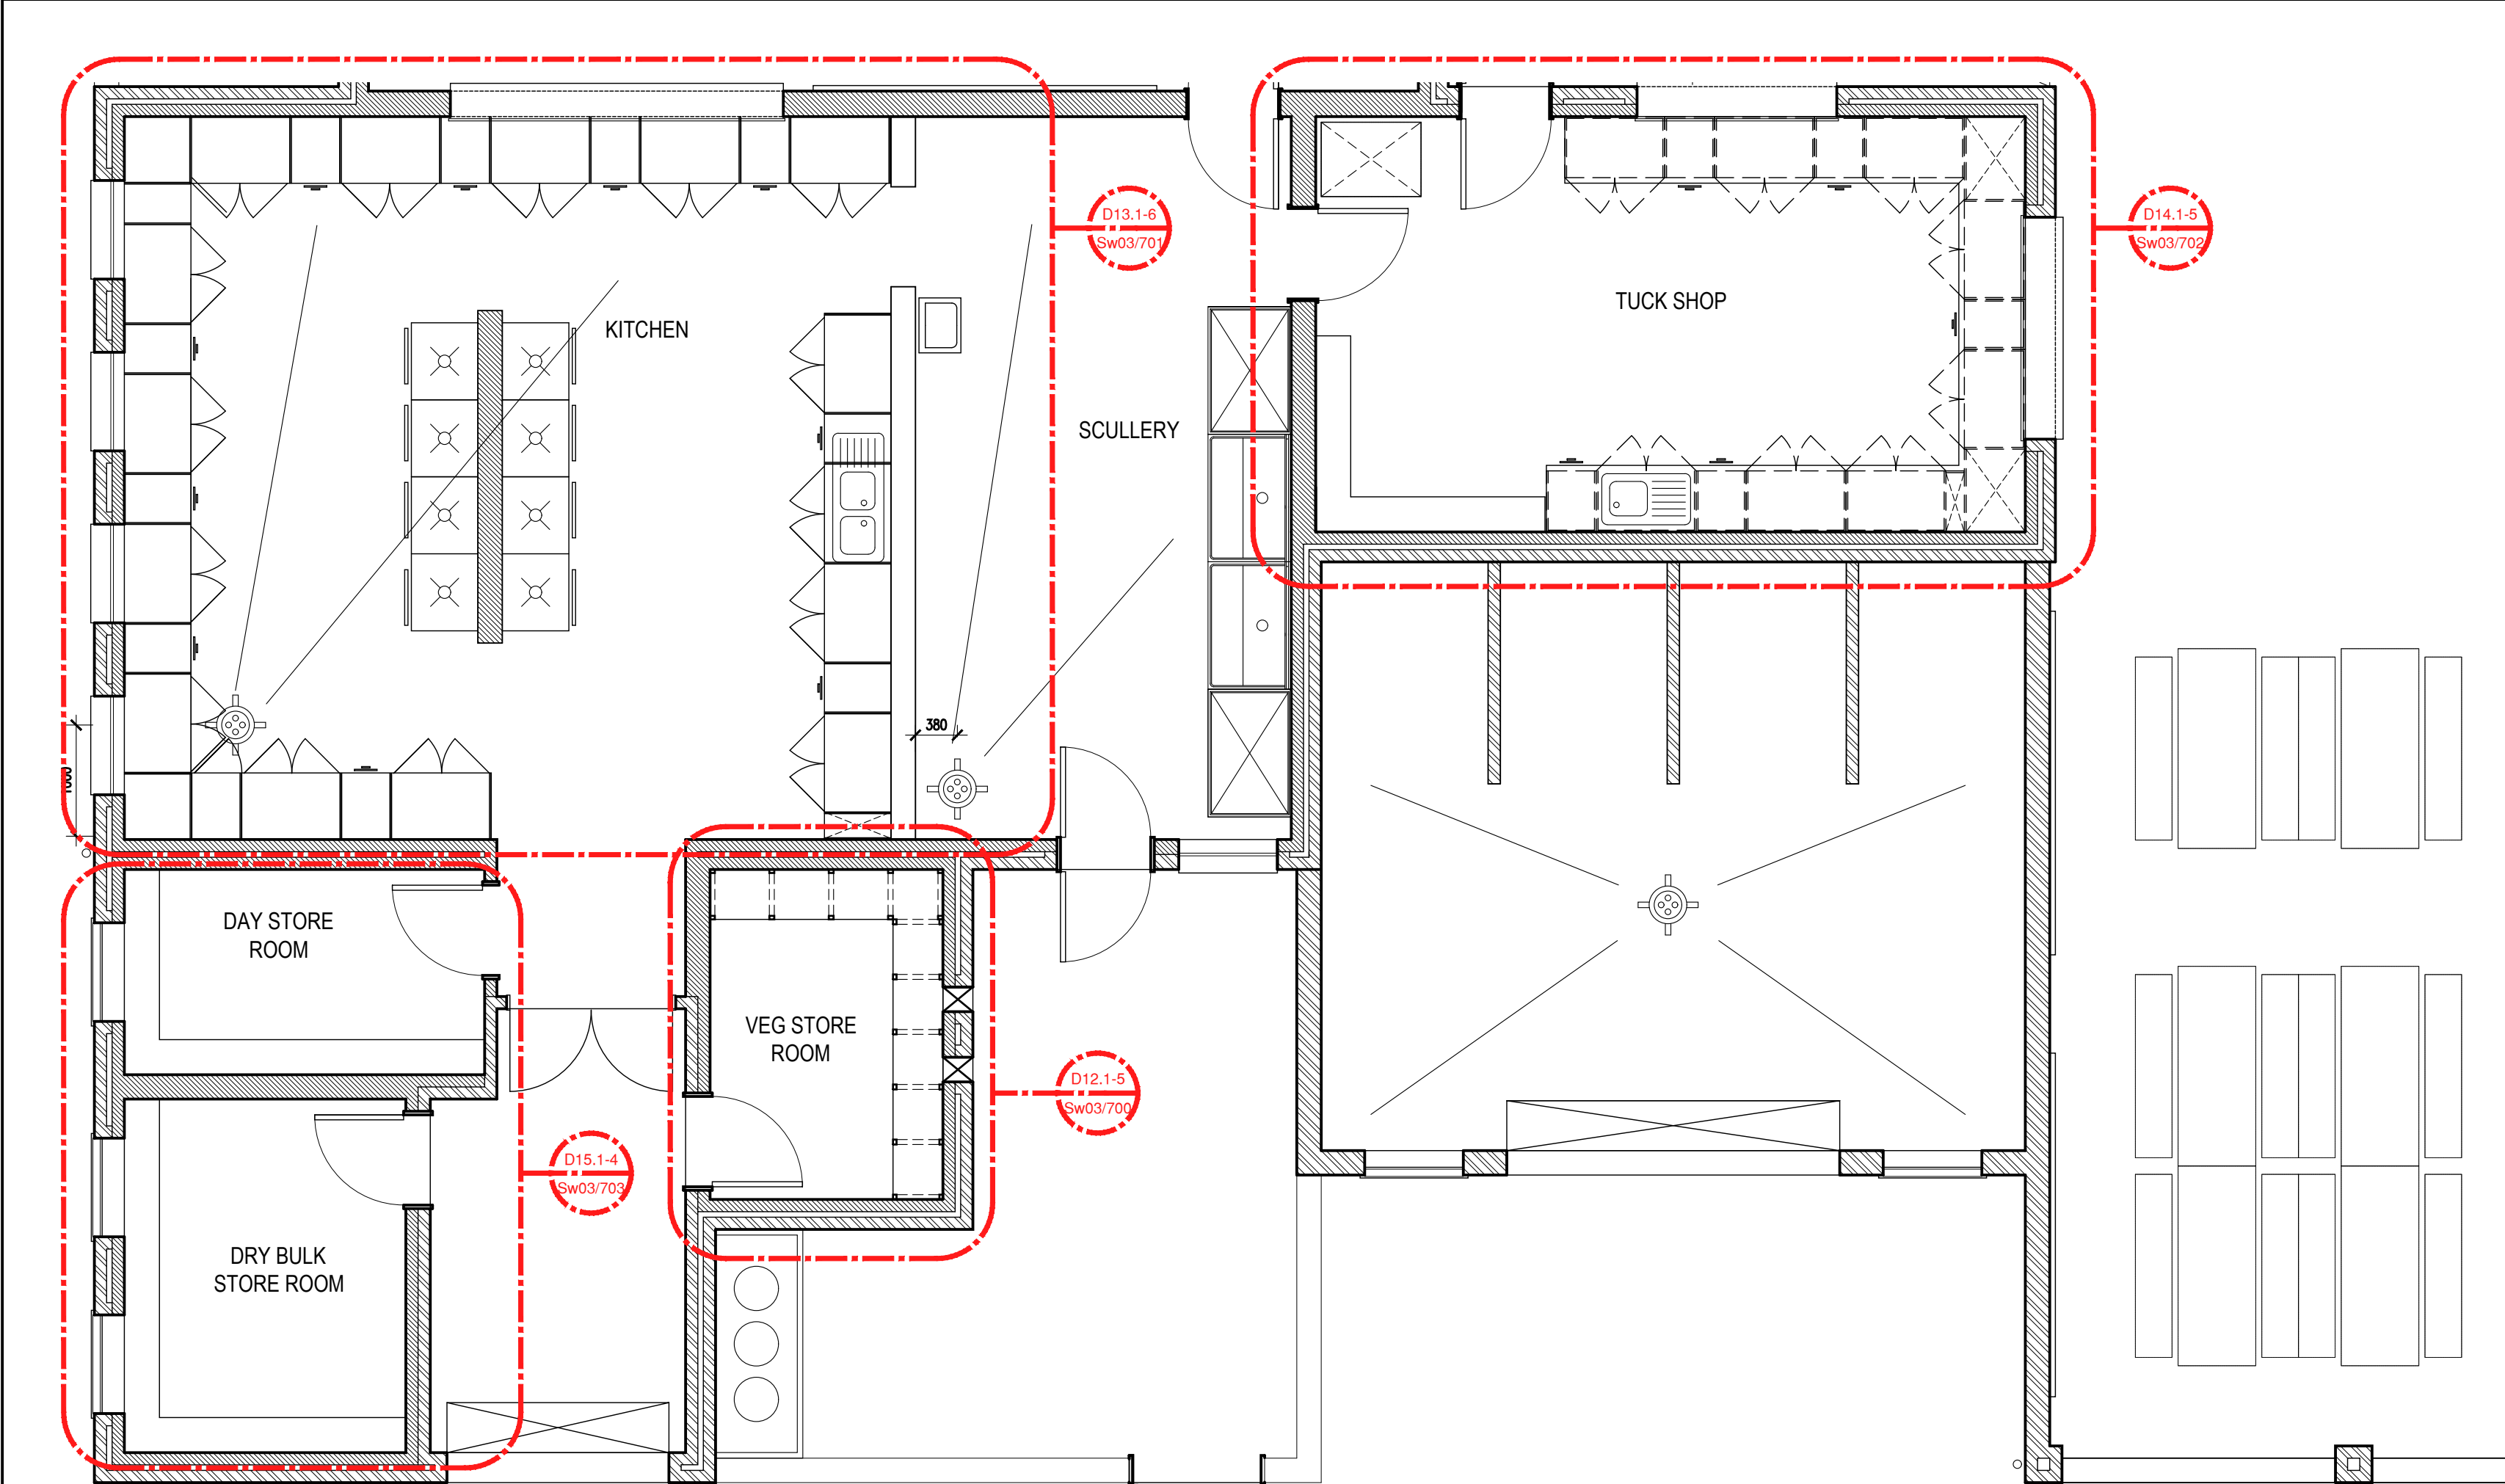 D13.1-6
Sw03/701
D14.1-5
Sw03/702
KITCHEN
TUCK SHOP
SCULLERY
380
DAY STORE
ROOM
VEG STORE
ROOM
D12.1-5
Sw03/700
D15.1-4
Sw03/703
DRY BULK
STORE ROOM